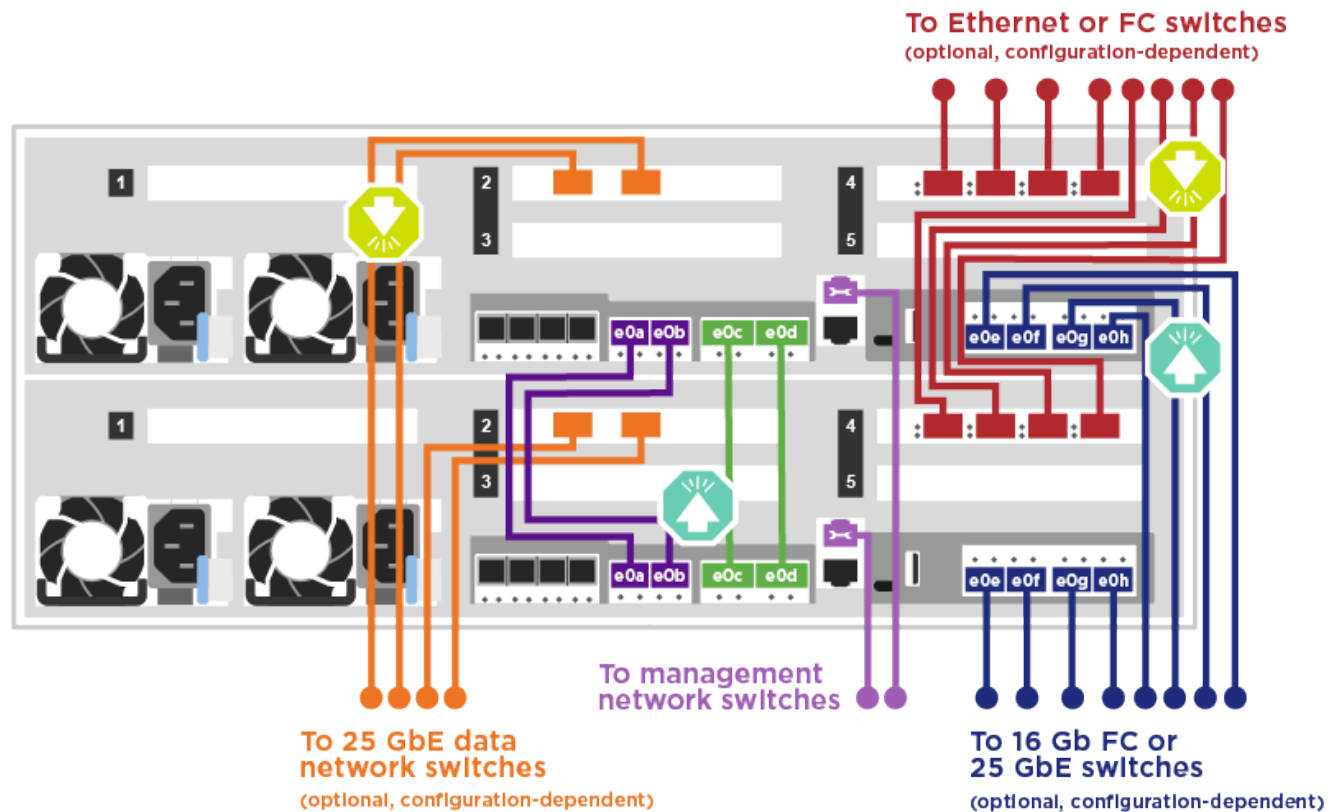 To Ethernet or FC switches
(optional, configuration-dependent)
1
2
4
3
5
e0a e0b e0c e0d
e0e e0f e0g e0h
1
2
4
3
5
e0a e0b e0c e0d
e0e e0f e0g e0h
To management
network switches
To 25 GbE data
network switches
(optional, configuration-dependent)
To 16 Gb FC or
25 GbE switches
(optional, configuration-dependent)